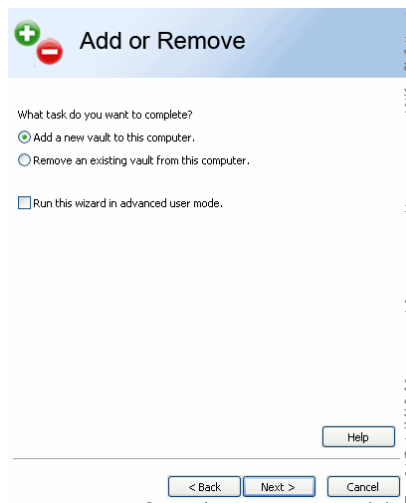 Add or Remove
What task do you want to complete?
Add a new vault to this computer.
Remove an existing vault from this computer.
Run this wizard in advanced user mode.
Help
< Back Next > Cancel